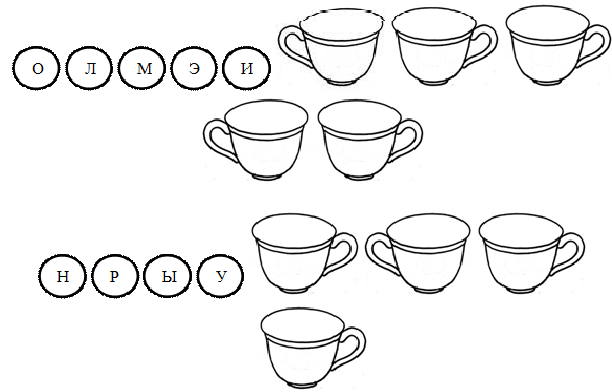 О Л М Э И
Н Р Ы У